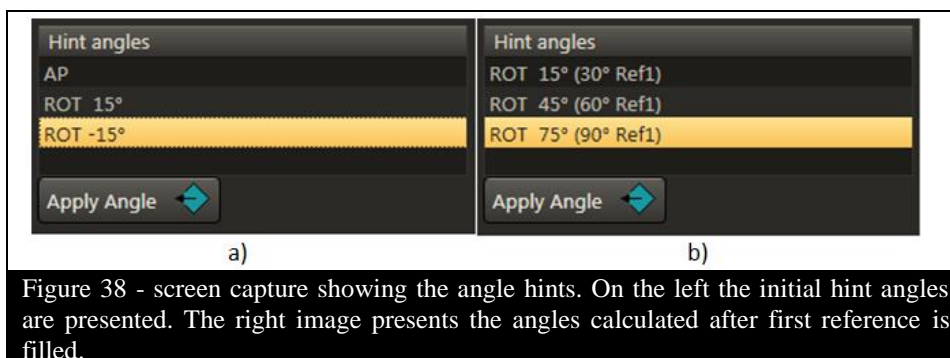 Hint angles
AP
ROT 15°
ROT -15°
Apply Angle
a)
Hint angles
ROT 15° (30° Ref1)
ROT 45° (60° Ref1)
ROT 75° (90° Ref1)
Apply Angle
b)
Figure 38 - screen capture showing the angle hints. On the left the initial hint angles
are presented. The right image presents the angles calculated after first reference is
filled.